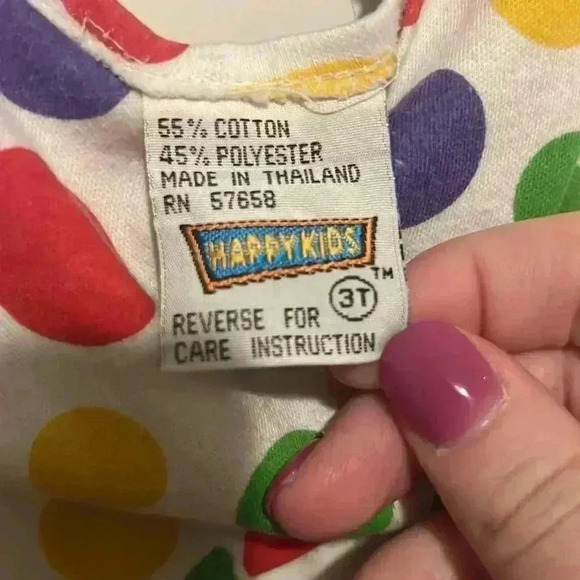 55% COTTON
45% POLYESTER
MADE IN THAILAND
RN 57658
HAPPY KIDS
TM
3T
REVERSE FOR
CARE INSTRUCTION